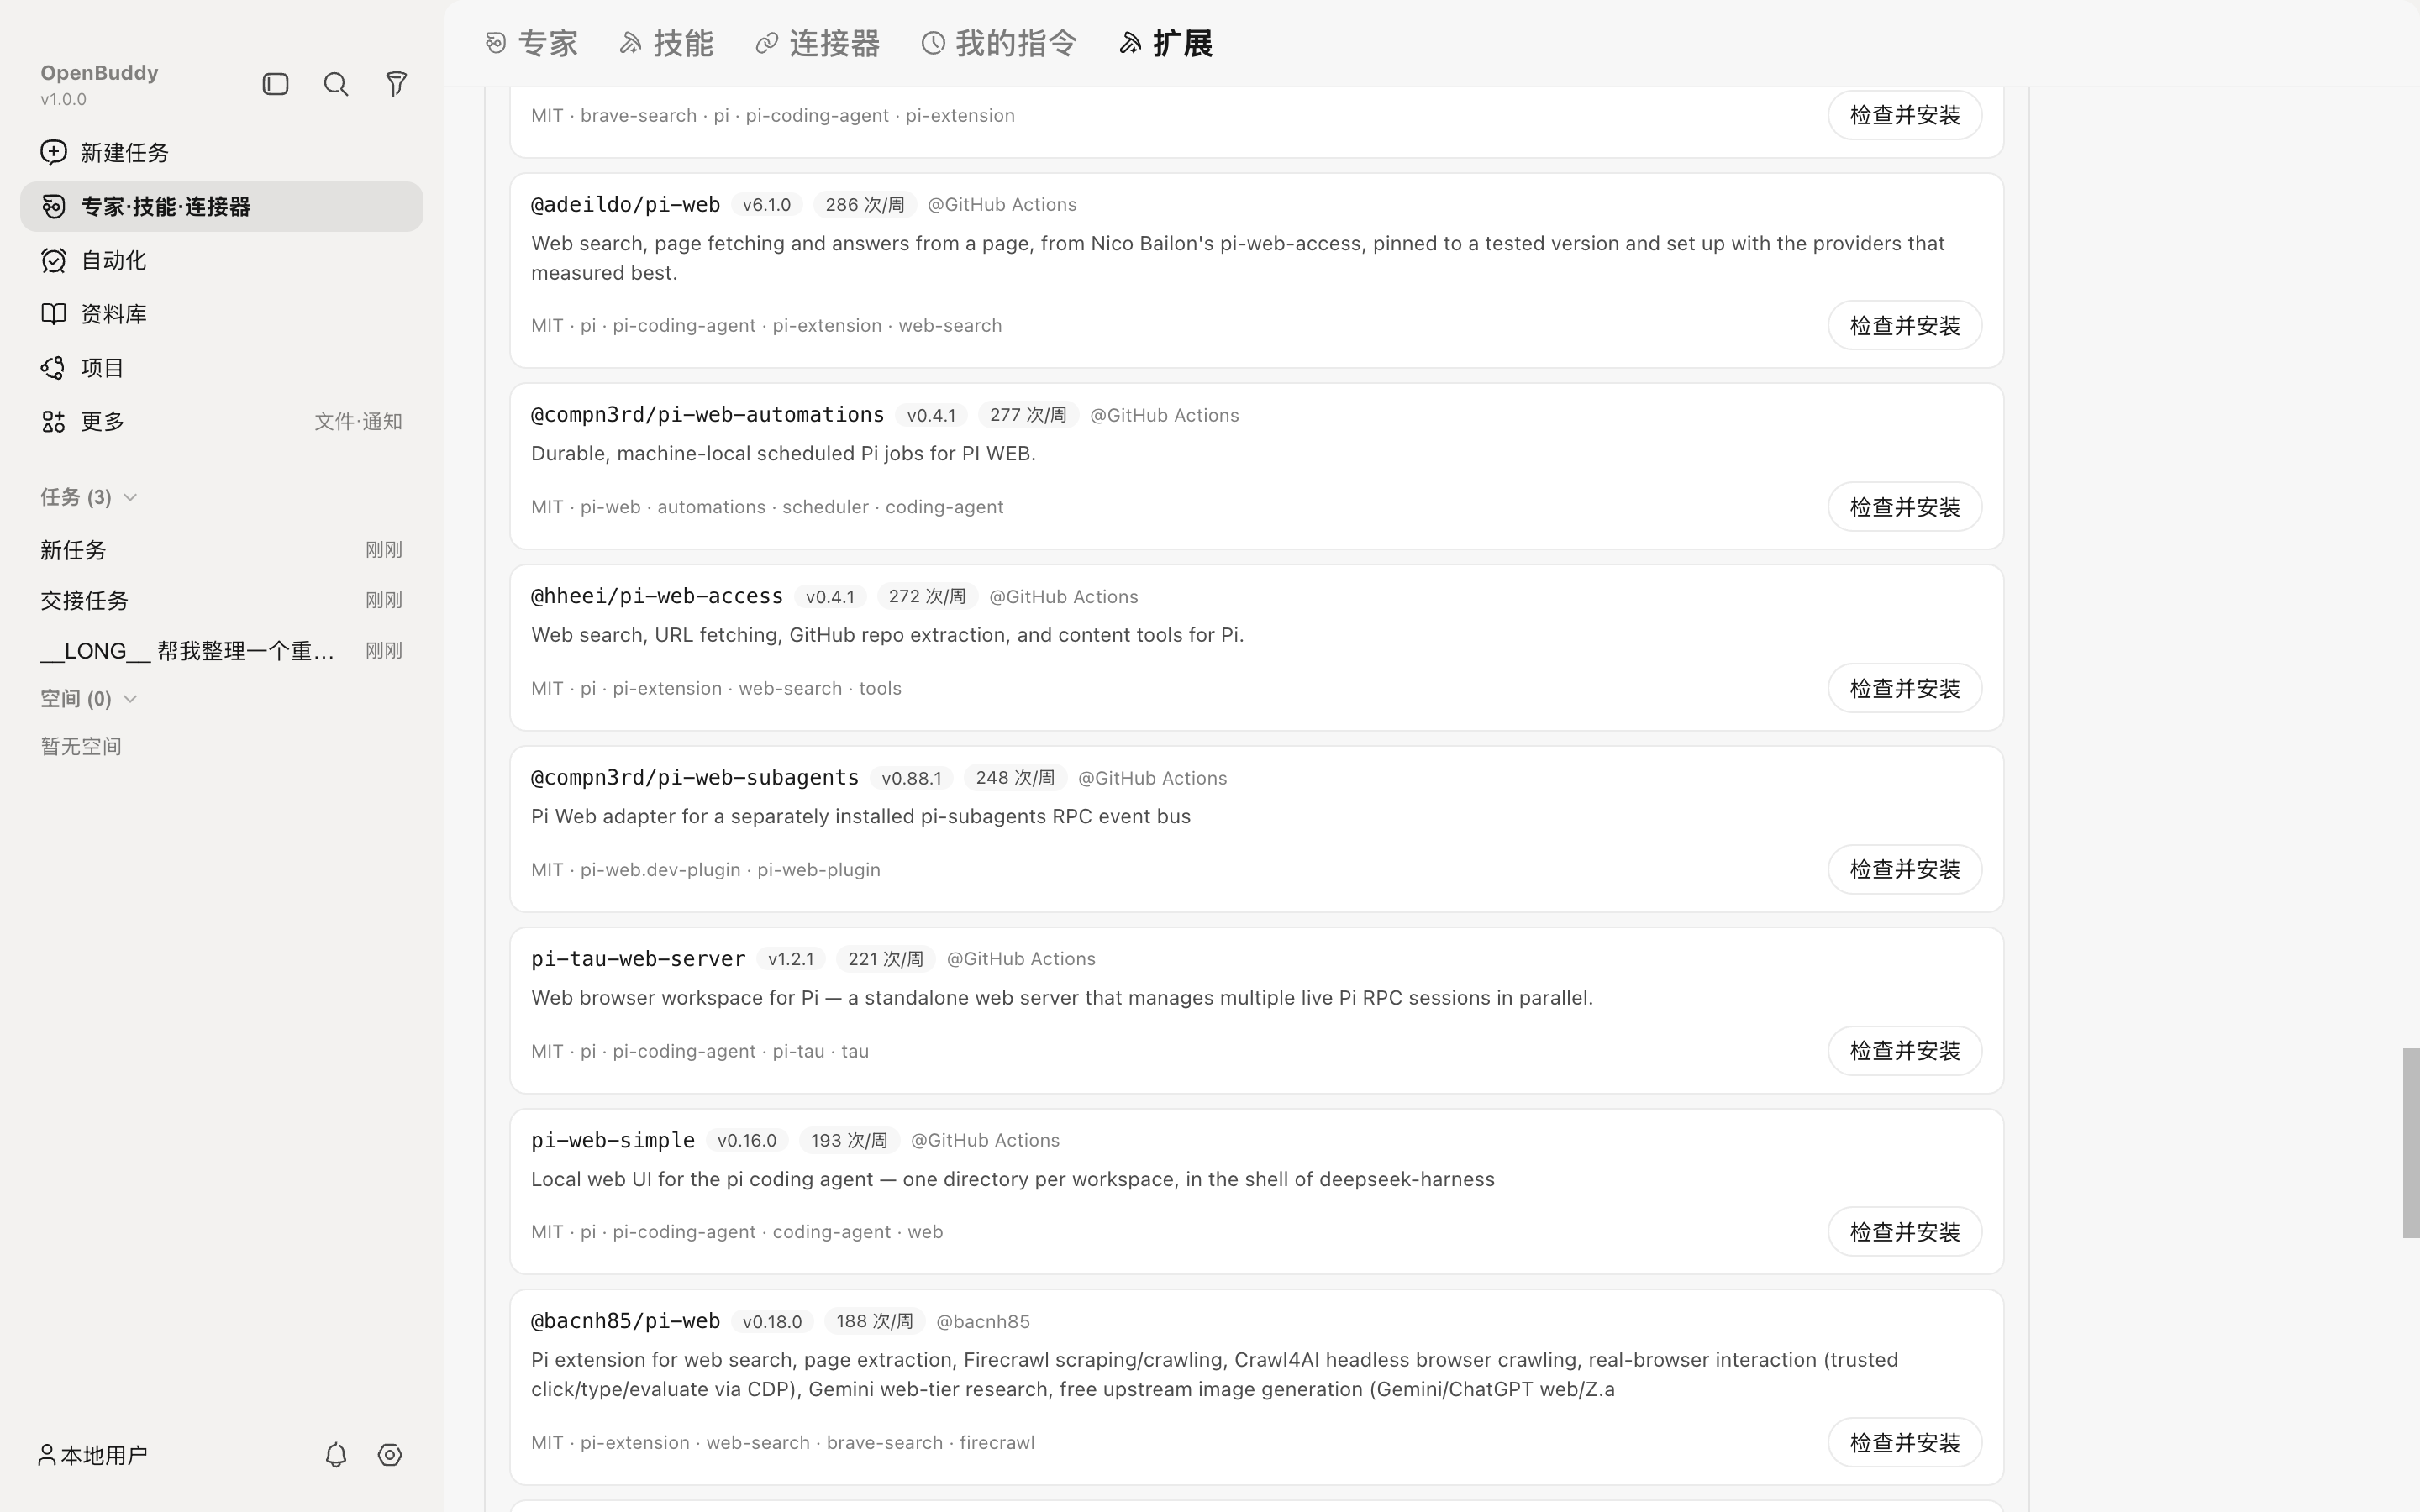 OpenBuddy
v1.0.0
新建任务
专家·技能·连接器
自动化
资料库
项目
更多 文件·通知
任务 (3)
新任务 刚刚
交接任务 刚刚
__LONG__ 帮我整理一个重… 刚刚
空间 (0)
暂无空间
本地用户
专家 技能 连接器 我的指令 扩展
MIT · brave-search · pi · pi-coding-agent · pi-extension 检查并安装
@adeildo/pi-web v6.1.0 286 次/周 @GitHub Actions
Web search, page fetching and answers from a page, from Nico Bailon's pi-web-access, pinned to a tested version and set up with the providers that
measured best.
MIT · pi · pi-coding-agent · pi-extension · web-search 检查并安装
@compn3rd/pi-web-automations v0.4.1 277 次/周 @GitHub Actions
Durable, machine-local scheduled Pi jobs for PI WEB.
MIT · pi-web · automations · scheduler · coding-agent 检查并安装
@hheei/pi-web-access v0.4.1 272 次/周 @GitHub Actions
Web search, URL fetching, GitHub repo extraction, and content tools for Pi.
MIT · pi · pi-extension · web-search · tools 检查并安装
@compn3rd/pi-web-subagents v0.88.1 248 次/周 @GitHub Actions
Pi Web adapter for a separately installed pi-subagents RPC event bus
MIT · pi-web.dev-plugin · pi-web-plugin 检查并安装
pi-tau-web-server v1.2.1 221 次/周 @GitHub Actions
Web browser workspace for Pi — a standalone web server that manages multiple live Pi RPC sessions in parallel.
MIT · pi · pi-coding-agent · pi-tau · tau 检查并安装
pi-web-simple v0.16.0 193 次/周 @GitHub Actions
Local web UI for the pi coding agent — one directory per workspace, in the shell of deepseek-harness
MIT · pi · pi-coding-agent · coding-agent · web 检查并安装
@bacnh85/pi-web v0.18.0 188 次/周 @bacnh85
Pi extension for web search, page extraction, Firecrawl scraping/crawling, Crawl4AI headless browser crawling, real-browser interaction (trusted
click/type/evaluate via CDP), Gemini web-tier research, free upstream image generation (Gemini/ChatGPT web/Z.a
MIT · pi-extension · web-search · brave-search · firecrawl 检查并安装